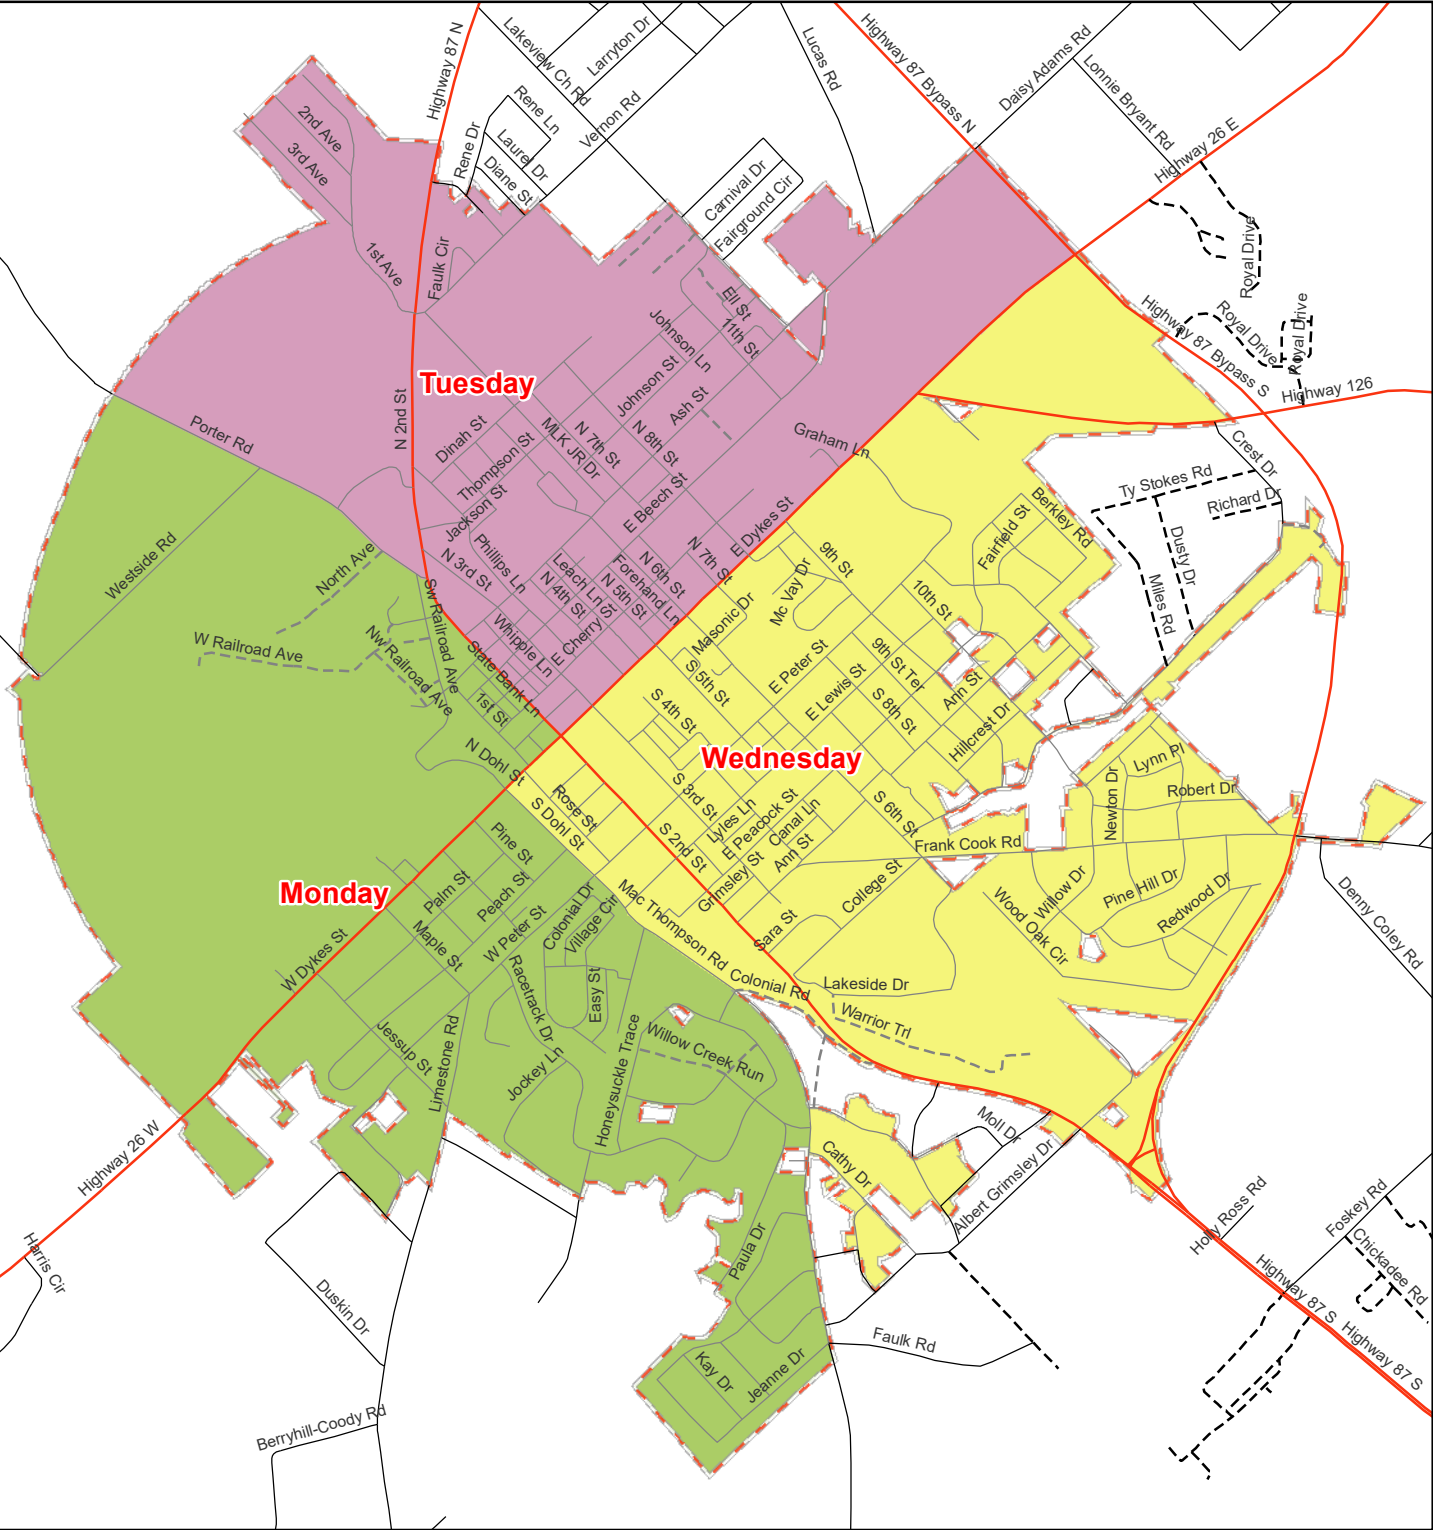 Highway 87 N
Lakeview Ch Rd
Larryton Dr
Lucas Rd
Highway 87 Bypass N
Daisy Adams Rd
Lonnie Bryant Rd
Highway 26 E
Rene Ln
Vernon Rd
Rene Dr
Laurel Dr
Diane St
2nd Ave
3rd Ave
Carnival Dr
Fairground Cir
Royal Drive
1st Ave
Faulk Cir
Ell St
11th St
Johnson Ln
Highway 87 Bypass S
Royal Drive
Royal Drive
Highway 126
Tuesday
Johnson St
Ash St
N 2nd St
Porter Rd
Dinah St
MLK JR Dr
N 7th St
N 8th St
Graham Ln
Crest Dr
Thompson St
Ty Stokes Rd
Richard Dr
Jackson St
E Beech St
Berkley Rd
E Dykes St
Fairfield St
Dusty Dr
Miles Rd
Westside Rd
North Ave
N 3rd St
Phillips Ln
Leach Ln
N 4th St
N 5th St
Forehand Ln
N 6th St
N 7th St
9th St
Mc Vay Dr
10th St
Sw Railroad Ave
W Railroad Ave
Nw Railroad Ave
Whipple Ln
E Cherry St
Masonic Dr
State Bank Ln
1st St
S 5th St
E Peter St
9th St Ter
Ann St
E Lewis St
S 8th St
S 4th St
Hillcrest Dr
N Dohl St
Wednesday
Lynn Pl
Newton Dr
Robert Dr
Rose St
S Dohl St
S 3rd St
Lyles Ln
E Peacock St
Canal Ln
S 6th St
Pine St
S 2nd St
Ann St
Frank Cook Rd
Grimsley St
Monday
Palm St
Peach St
College St
Willow Dr
Pine Hill Dr
Redwood Dr
Denny Coley Rd
Colonial Dr
Village Cir
Mac Thompson Rd
Wood Oak Cir
W Peter St
Maple St
Sara St
W Dykes St
Racetrack Dr
Easy St
Colonial Rd
Lakeside Dr
Warrior Trl
Jessup St
Limestone Rd
Honeysuckle Trace
Willow Creek Run
Jockey Ln
Moll Dr
Cathy Dr
Albert Grimsley Dr
Highway 26 W
Holly Ross Rd
Foskey Rd
Chickadee Rd
Harris Cir
Paula Dr
Duskin Dr
Highway 87 S
Faulk Rd
Highway 87 S
Kay Dr
Jeanne Dr
Berryhill-Coody Rd